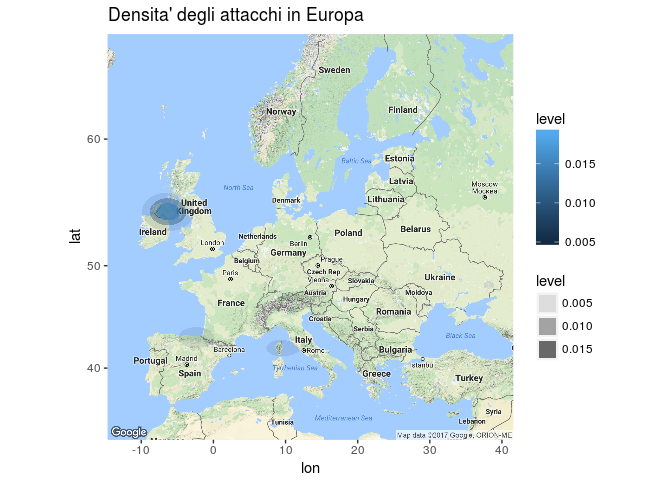 Densita' degli attacchi in Europa
lat
60
50
40
Sweden
Norway
Finland
Estonia
Baltic Sea
Latvia
Moscow
Москва
North Sea
Denmark
Lithuania
United
Kingdom
Ireland
Belarus
London
Netherlands
Berlin
Poland
Belgium
Germany
Prague
Paris
Czech Rep
Vienna
Slovakia
Ukraine
Austria
Hungary
Moldova
France
Croatia
Romania
Serbia
Italy
Black Sea
Barcelona
Rome
Bulgaria
Portugal
Madrid
Spain
Tyrrhenian Sea
Greece
Istanbul
Turkey
Tunisia
Mediterranean Sea
Syria
Lebanon
Google
Map data ©2017 Google, ORION-ME
-10
0
10
20
30
40
lon
level
0.015
0.010
0.005
level
0.005
0.010
0.015